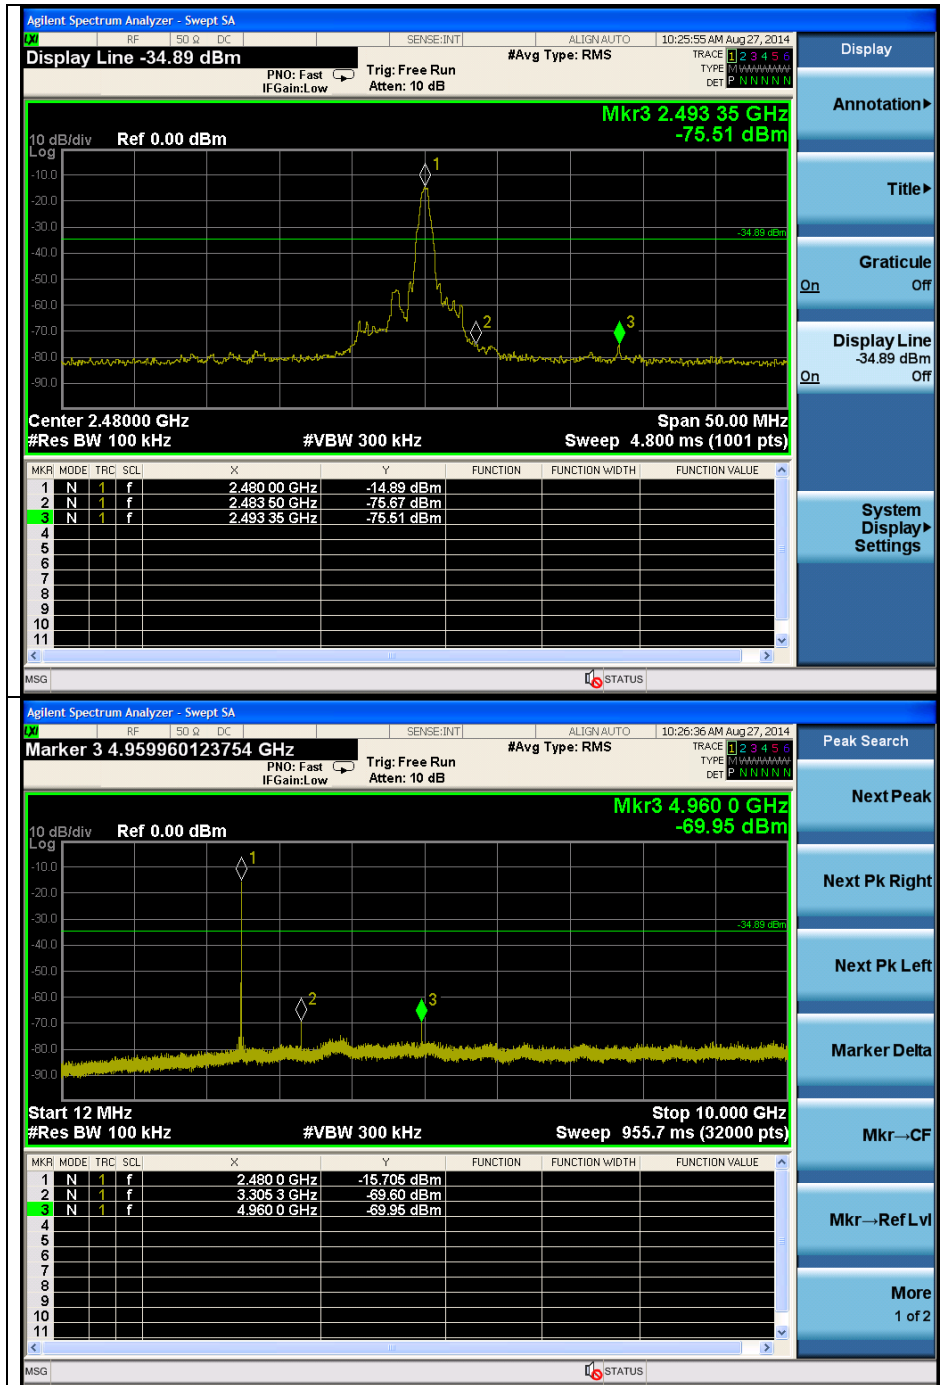 Agilent Spectrum Analyzer - Swept SA
LXI RF 50 Ω DC SENSE:INT ALIGN AUTO 10:25:55 AM Aug 27, 2014
Display Line -34.89 dBm
#Avg Type: RMS
TRACE 1 2 3 4 5 6
PNO: Fast Trig: Free Run TYPE M WWWWW
IFGain:Low Atten: 10 dB DET P N N N N N
Mkr3 2.493 35 GHz
10 dB/div Ref 0.00 dBm -75.51 dBm
Log
1
-10.0
-20.0
-30.0
-34.89 dBm
-40.0
-50.0
-60.0
2 3
-70.0
-80.0
-90.0
Center 2.48000 GHz Span 50.00 MHz
#Res BW 100 kHz #VBW 300 kHz Sweep 4.800 ms (1001 pts)
MKR MODE TRC SCL X Y FUNCTION FUNCTION WIDTH FUNCTION VALUE
1 N 1 f 2.480 00 GHz -14.89 dBm
2 N 1 f 2.483 50 GHz -75.67 dBm
3 N 1 f 2.493 35 GHz -75.51 dBm
4
5
6
7
8
9
10
11
MSG STATUS
Display
Annotation
Title
Graticule
On Off
Display Line
-34.89 dBm
On Off
System
Display
Settings
Agilent Spectrum Analyzer - Swept SA
LXI RF 50 Ω DC SENSE:INT ALIGN AUTO 10:26:36 AM Aug 27, 2014
Marker 3 4.959960123754 GHz
#Avg Type: RMS
TRACE 1 2 3 4 5 6
PNO: Fast Trig: Free Run TYPE M WWWWW
IFGain:Low Atten: 10 dB DET P N N N N N
Mkr3 4.960 0 GHz
10 dB/div Ref 0.00 dBm -69.95 dBm
Log
1
-10.0
-20.0
-30.0
-34.89 dBm
-40.0
-50.0
-60.0
2 3
-70.0
-80.0
-90.0
Start 12 MHz Stop 10.000 GHz
#Res BW 100 kHz #VBW 300 kHz Sweep 955.7 ms (32000 pts)
MKR MODE TRC SCL X Y FUNCTION FUNCTION WIDTH FUNCTION VALUE
1 N 1 f 2.480 0 GHz -15.705 dBm
2 N 1 f 3.305 3 GHz -69.60 dBm
3 N 1 f 4.960 0 GHz -69.95 dBm
4
5
6
7
8
9
10
11
MSG STATUS
Peak Search
Next Peak
Next Pk Right
Next Pk Left
Marker Delta
Mkr→CF
Mkr→Ref Lvl
More
1 of 2